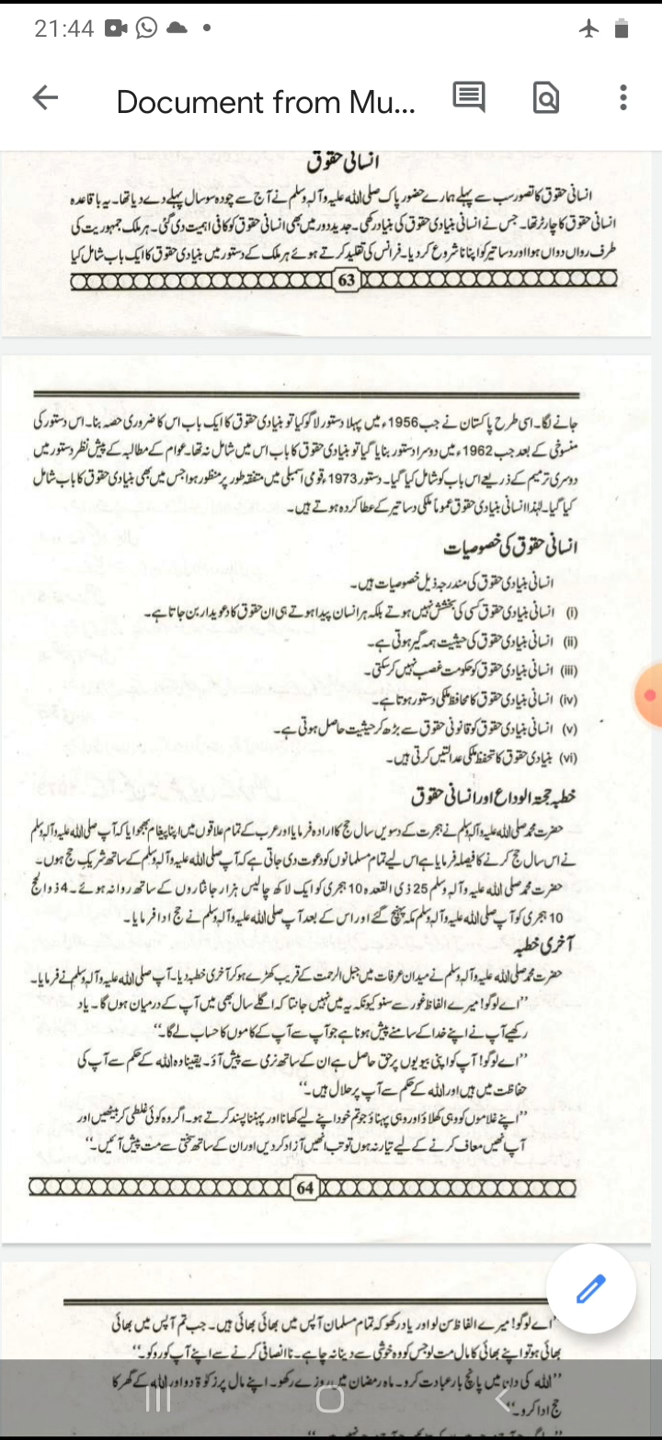 21:44
Document from Mu...
انسانی حقوق
انسانی حقوق کا تصور سب سے پہلے ہمارے حضور پاک صلی اللہ علیہ وآلہ وسلم نے آج سے چودہ سو سال پہلے دے دیا تھا۔ یہ باقاعدہ
انسانی حقوق کا چارٹر تھا۔ جس نے انسانی بنیادی حقوق کی بنیاد رکھی۔ جدید دور میں بھی انسانی حقوق کو کافی اہمیت دی گئی۔ ہر ملک جمہوریت کی
طرف رواں دواں ہوا اور دساتیر کو اپنانا شروع کر دیا۔ فرانس کی تقلید کرتے ہوئے ہر ملک کے دستور میں بنیادی حقوق کا ایک باب شامل کیا
63
جانے لگا۔ اسی طرح پاکستان نے جب 1956ء میں پہلا دستور لاگو کیا تو بنیادی حقوق کا ایک باب اس کا ضروری حصہ بنا۔ اس دستور کی
منسوخی کے بعد جب 1962ء میں دوسرا دستور بنایا گیا تو بنیادی حقوق کا باب اس میں شامل نہ تھا۔ عوام کے مطالبہ کے پیش نظر دستور میں
دوسری ترمیم کے ذریعے اس باب کو شامل کیا گیا۔ دستور 1973ء قومی اسمبلی میں متفقہ طور پر منظور ہوا جس میں بھی بنیادی حقوق کا باب شامل
کیا گیا۔ لہٰذا انسانی بنیادی حقوق عموماً ملکی دساتیر کے عطا کردہ ہوتے ہیں۔
انسانی حقوق کی خصوصیات
انسانی بنیادی حقوق کی مندرجہ ذیل خصوصیات ہیں۔
(i) انسانی بنیادی حقوق کسی کی بخشش نہیں ہوتے بلکہ ہر انسان پیدا ہوتے ہی ان حقوق کا دعویدار بن جاتا ہے۔
(ii) انسانی بنیادی حقوق کی حیثیت ہمہ گیر ہوتی ہے۔
(iii) انسانی بنیادی حقوق کو حکومت غصب نہیں کر سکتی۔
(iv) انسانی بنیادی حقوق کا محافظ ملکی دستور ہوتا ہے۔
(v) انسانی بنیادی حقوق کو قانونی حقوق سے بڑھ کر حیثیت حاصل ہوتی ہے۔
(vi) بنیادی حقوق کا تحفظ ملکی عدالتیں کرتی ہیں۔
خطبہ حجتہ الوداع اور انسانی حقوق
حضرت محمد صلی اللہ علیہ وآلہ وسلم نے ہجرت کے دسویں سال حج کا ارادہ فرمایا اور عرب کے تمام علاقوں میں اپنا پیغام بھجوایا کہ آپ صلی اللہ علیہ وآلہ وسلم
نے اس سال حج کرنے کا فیصلہ فرمایا ہے اس لیے تمام مسلمانوں کو دعوت دی جاتی ہے کہ آپ صلی اللہ علیہ وآلہ وسلم کے ساتھ شریک حج ہوں۔
حضرت محمد صلی اللہ علیہ وآلہ وسلم 25 ذی القعدہ 10 ہجری کو ایک لاکھ چالیس ہزار جانثاروں کے ساتھ روانہ ہوئے۔ 4 ذوالحج
10 ہجری کو آپ صلی اللہ علیہ وآلہ وسلم مکہ پہنچ گئے اور اس کے بعد آپ صلی اللہ علیہ وآلہ وسلم نے حج ادا فرمایا۔
آخری خطبہ
حضرت محمد صلی اللہ علیہ وآلہ وسلم نے میدان عرفات میں جبل الرحمت کے قریب کھڑے ہو کر آخری خطبہ دیا۔ آپ صلی اللہ علیہ وآلہ وسلم نے فرمایا۔
”اے لوگو! میرے الفاظ غور سے سنو کیونکہ یہ میں نہیں جانتا کہ اگلے سال بھی میں آپ کے درمیان ہوں گا۔ یاد
رکھیے آپ نے اپنے خدا کے سامنے پیش ہونا ہے جو آپ سے آپ کے کاموں کا حساب لے گا۔“
”اے لوگو! آپ کو اپنی بیویوں پر حق حاصل ہے ان کے ساتھ نرمی سے پیش آؤ۔ یقیناً وہ اللہ کے حکم سے آپ کی
حفاظت میں ہیں اور اللہ کے حکم سے آپ پر حلال ہیں۔“
”اپنے غلاموں کو وہی کھلاؤ اور وہی پہناؤ جو تم خود اپنے لیے کھانا اور پہننا پسند کرتے ہو۔ اگر وہ کوئی غلطی کر بیٹھیں اور
آپ انھیں معاف کرنے کے لیے تیار نہ ہوں تو تب انھیں آزاد کر دیں اور ان کے ساتھ سختی سے مت پیش آئیں۔“
64
اے لوگو! میرے الفاظ سن لو اور یاد رکھو کہ تمام مسلمان آپس میں بھائی بھائی ہیں۔ جب تم آپس میں بھائی
بھائی ہو تو اپنے بھائی کا مال مت لو جس کو وہ خوشی سے دینا نہ چاہے۔ ناانصافی کرنے سے اپنے آپ کو روکو۔“
”اللہ کی دن میں پانچ بار عبادت کرو۔ ماہ رمضان میں روزے رکھو۔ اپنے مال پر زکوٰۃ دو اور اللہ کے گھر کا
حج ادا کرو۔“